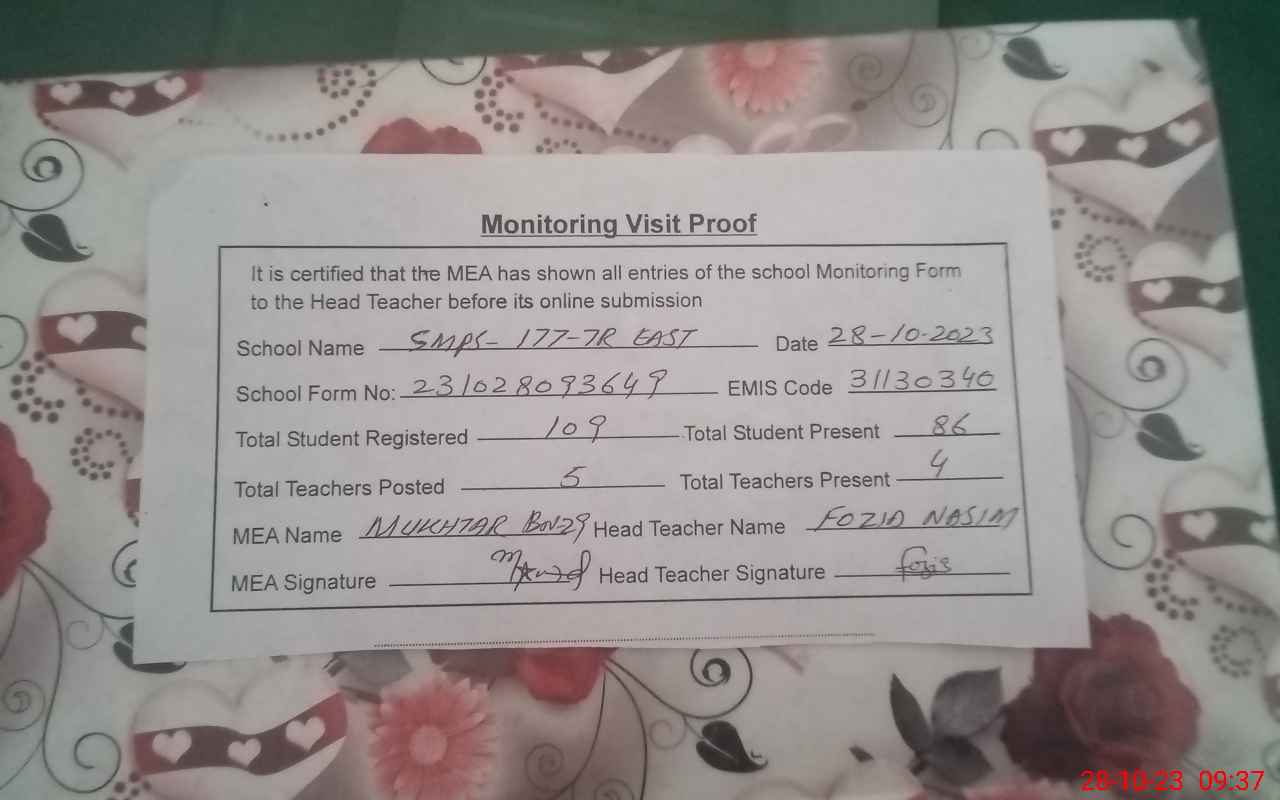 Monitoring Visit Proof
It is certified that the MEA has shown all entries of the school Monitoring Form
to the Head Teacher before its online submission
School Name SMPS- 177-7R EAST Date 28-10-2023
School Form No: 231028093649 EMIS Code 31130340
Total Student Registered 109 Total Student Present 86
Total Teachers Posted 5 Total Teachers Present 4
MEA Name MUKHTAR Head Teacher Name FOZIA NASIM
MEA Signature Head Teacher Signature
28-10-23 09:37